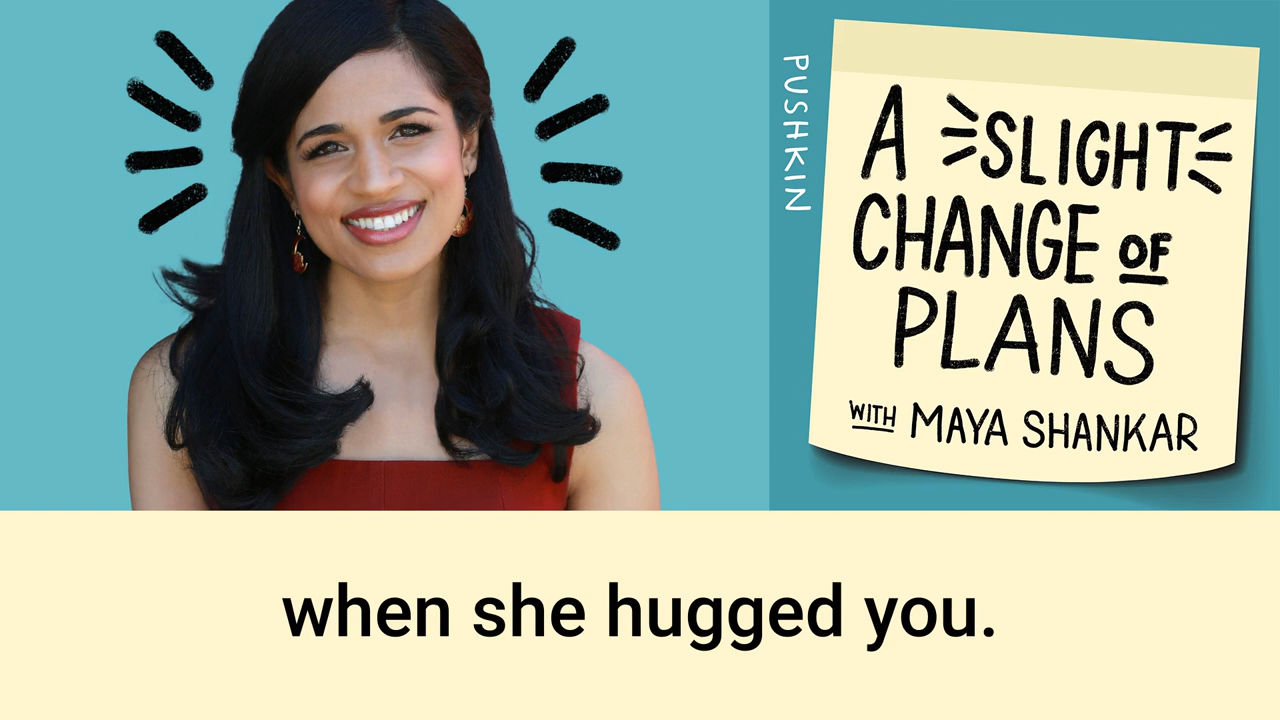 PUSHKIN
A SLIGHT
CHANGE OF
PLANS
WITH MAYA SHANKAR
when she hugged you.